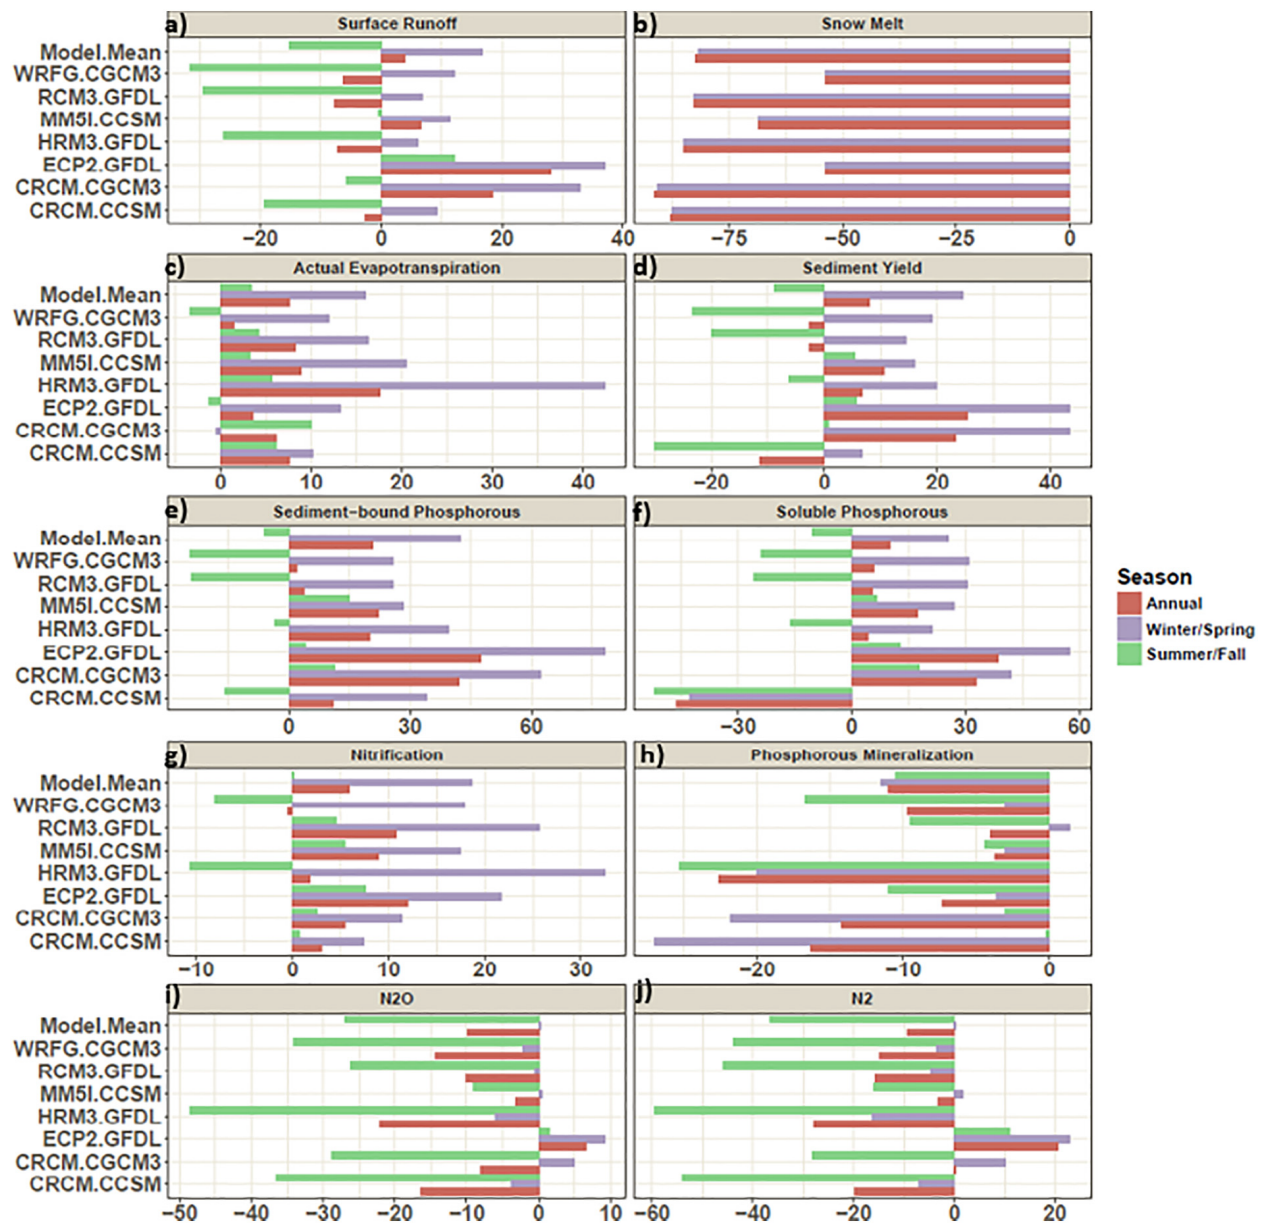 a) Surface Runoff
b) Snow Melt
Model.Mean
WRFG.CGCM3
RCM3.GFDL
MM5I.CCSM
HRM3.GFDL
ECP2.GFDL
CRCM.CGCM3
CRCM.CCSM
−20 0 20 40
−75 −50 −25 0
c) Actual Evapotranspiration
d) Sediment Yield
Model.Mean
WRFG.CGCM3
RCM3.GFDL
MM5I.CCSM
HRM3.GFDL
ECP2.GFDL
CRCM.CGCM3
CRCM.CCSM
0 10 20 30 40
−20 0 20 40
e) Sediment−bound Phosphorous
f) Soluble Phosphorous
Model.Mean
WRFG.CGCM3
RCM3.GFDL
MM5I.CCSM
HRM3.GFDL
ECP2.GFDL
CRCM.CGCM3
CRCM.CCSM
0 30 60
−30 0 30 60
Season
Annual
Winter/Spring
Summer/Fall
g) Nitrification
h) Phosphorous Mineralization
Model.Mean
WRFG.CGCM3
RCM3.GFDL
MM5I.CCSM
HRM3.GFDL
ECP2.GFDL
CRCM.CGCM3
CRCM.CCSM
−10 0 10 20 30
−20 −10 0
i) N2O
j) N2
Model.Mean
WRFG.CGCM3
RCM3.GFDL
MM5I.CCSM
HRM3.GFDL
ECP2.GFDL
CRCM.CGCM3
CRCM.CCSM
−50 −40 −30 −20 −10 0 10
−60 −40 −20 0 20